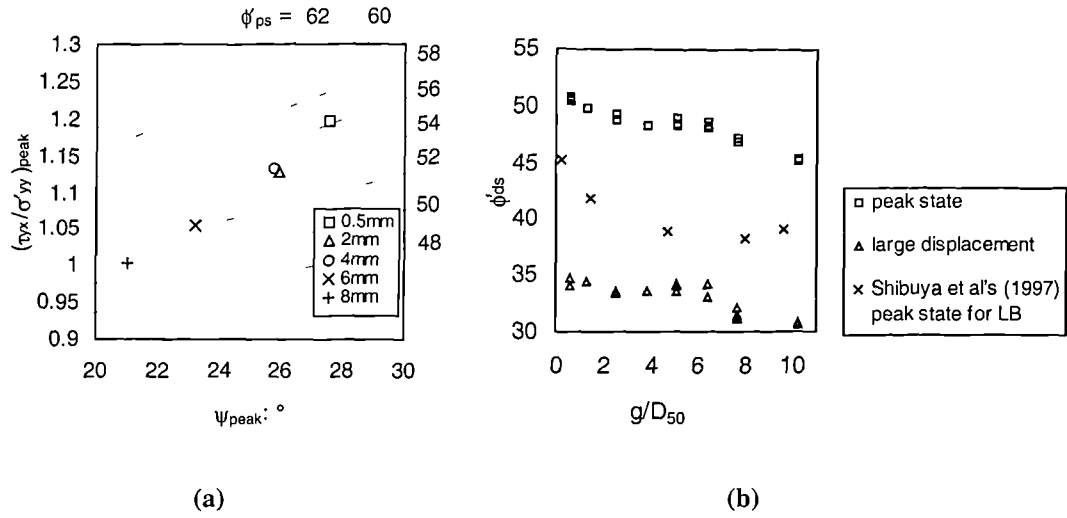 ϕ'ps = 62 60
1.3
1.25
1.2
1.15
1.1
1.05
1
0.95
0.9
(τyx/σ'yy)peak
58
56
54
52
50
48
0.5mm
2mm
4mm
6mm
8mm
20 22 24 26 28 30
ψpeak: °
(a)
55
50
45
40
35
30
ϕ'ds
0 2 4 6 8 10
g/D50
(b)
peak state
large displacement
Shibuya et al's (1997)
peak state for LB